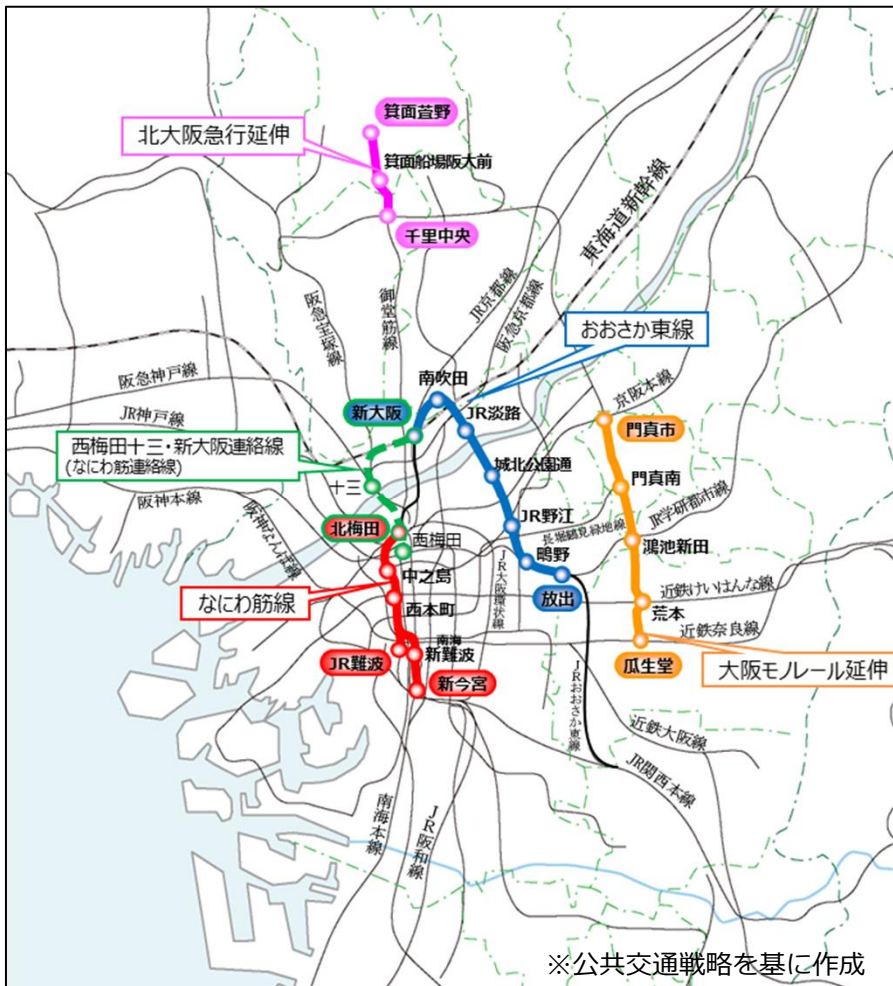 箕面萱野
北大阪急行延伸
箕面船場阪大前
千里中央
東海道新幹線
御堂筋線
阪急宝塚線
JR京都線
阪急京都線
おおさか東線
阪急神戸線
南吹田
京阪本線
新大阪
JR淡路
JR神戸線
門真市
西梅田十三・新大阪連絡線
(なにわ筋連絡線)
城北公園通
十三
門真南
阪神本線
JR学研都市線
阪神なんば線
北梅田
JR野江
長堀鶴見緑地線
西梅田
鴻池新田
鴫野
JR大阪環状線
中之島
放出
近鉄けいはんな線
なにわ筋線
西本町
荒本
近鉄奈良線
南海
新難波
JR難波
瓜生堂
大阪モノレール延伸
新今宮
JRおおさか東線
近鉄大阪線
JR関西本線
南海本線
JR阪和線
※公共交通戦略を基に作成